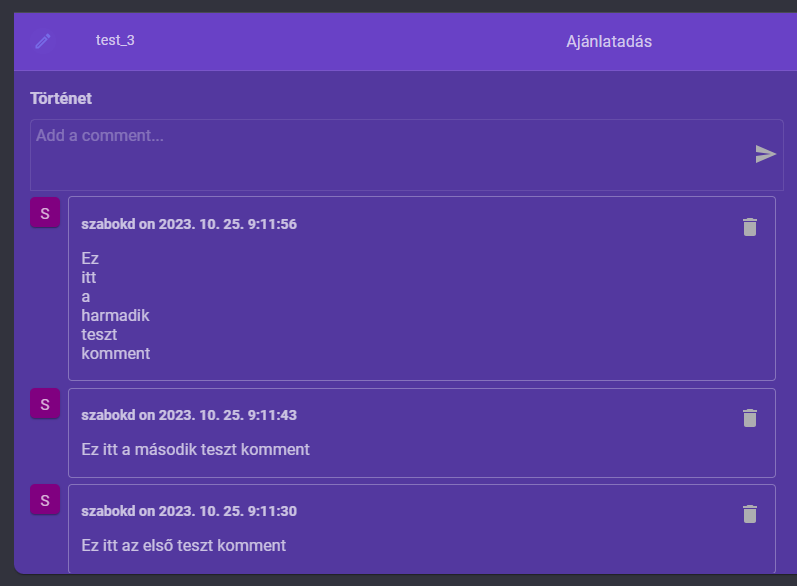 test_3
Ajánlatadás
Történet
Add a comment...
S
szabokd on 2023. 10. 25. 9:11:56
Ez
itt
a
harmadik
teszt
komment
S
szabokd on 2023. 10. 25. 9:11:43
Ez itt a második teszt komment
S
szabokd on 2023. 10. 25. 9:11:30
Ez itt az első teszt komment